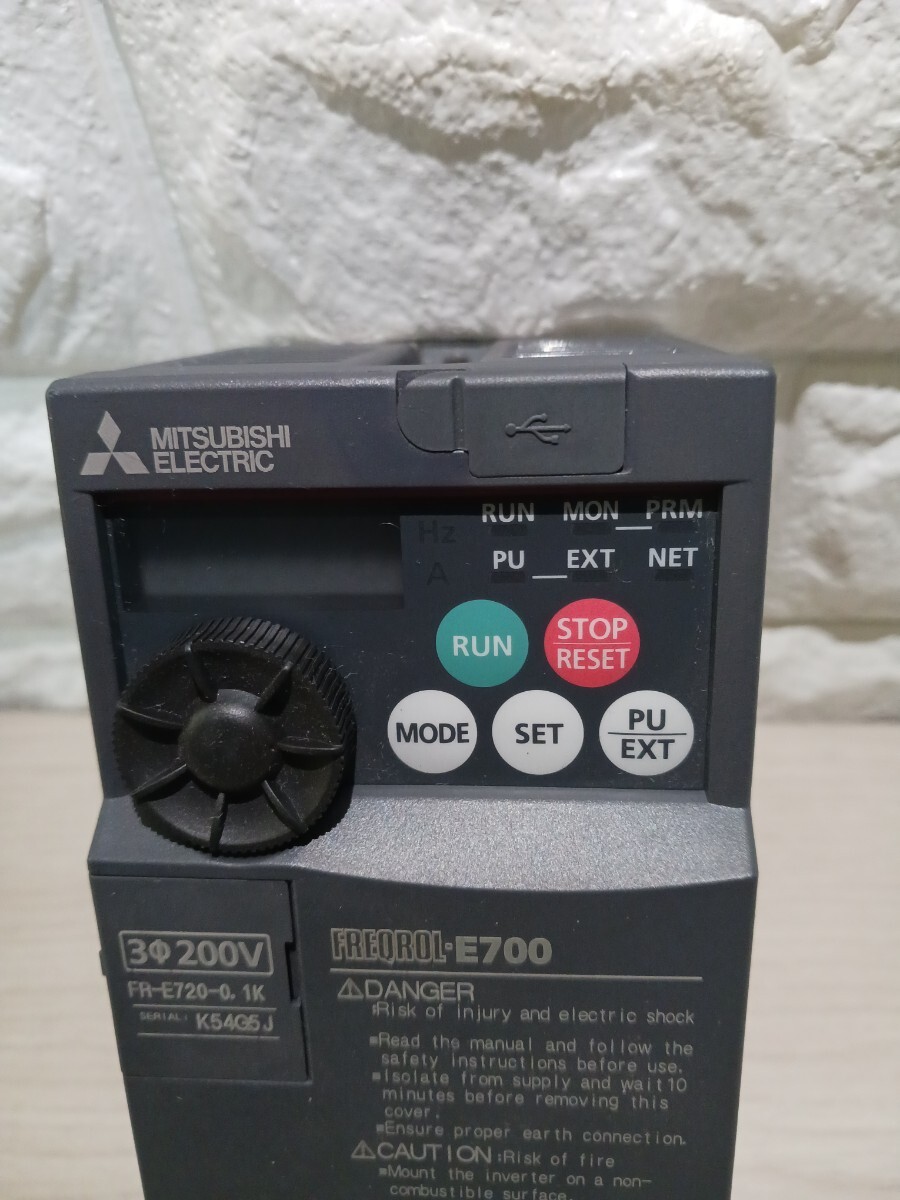 MITSUBISHI
ELECTRIC
Hz
A
RUN MON PRM
PU EXT NET
RUN
STOP
RESET
MODE
SET
PU
EXT
3Φ200V
FR-E720-0.1K
SERIAL: K54G5J
FREQROL-E700
⚠DANGER
:Risk of injury and electric shock
■Read the manual and follow the
safety instructions before use.
■Isolate from supply and wait 10
minutes before removing this
cover.
■Ensure proper earth connection.
⚠CAUTION :Risk of fire
■Mount the inverter on a non-
combustible surface.